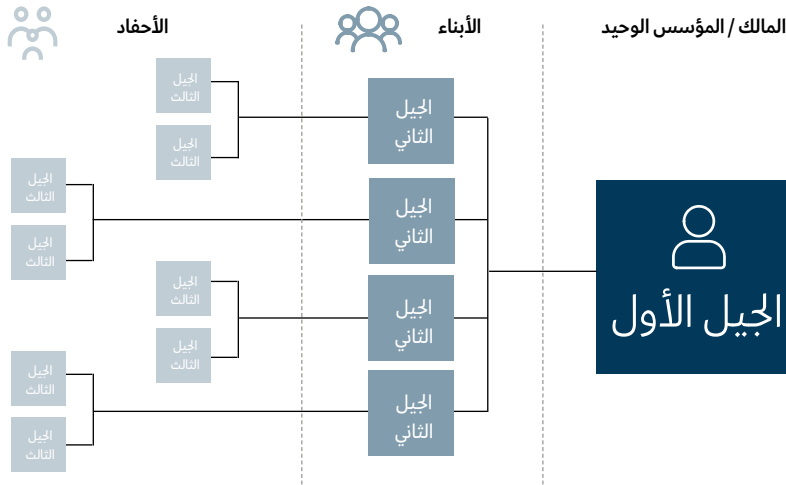 المالك / المؤسس الوحيد
الأبناء
الأحفاد
الجيل الأول
الجيل
الثاني
الجيل
الثاني
الجيل
الثاني
الجيل
الثاني
الجيل
الثالث
الجيل
الثالث
الجيل
الثالث
الجيل
الثالث
الجيل
الثالث
الجيل
الثالث
الجيل
الثالث
الجيل
الثالث